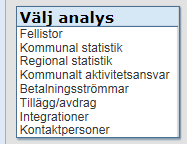 Välj analys
Fellistor
Kommunal statistik
Regional statistik
Kommunalt aktivitetsansvar
Betalningsströmmar
Tillägg/avdrag
Integrationer
Kontaktpersoner